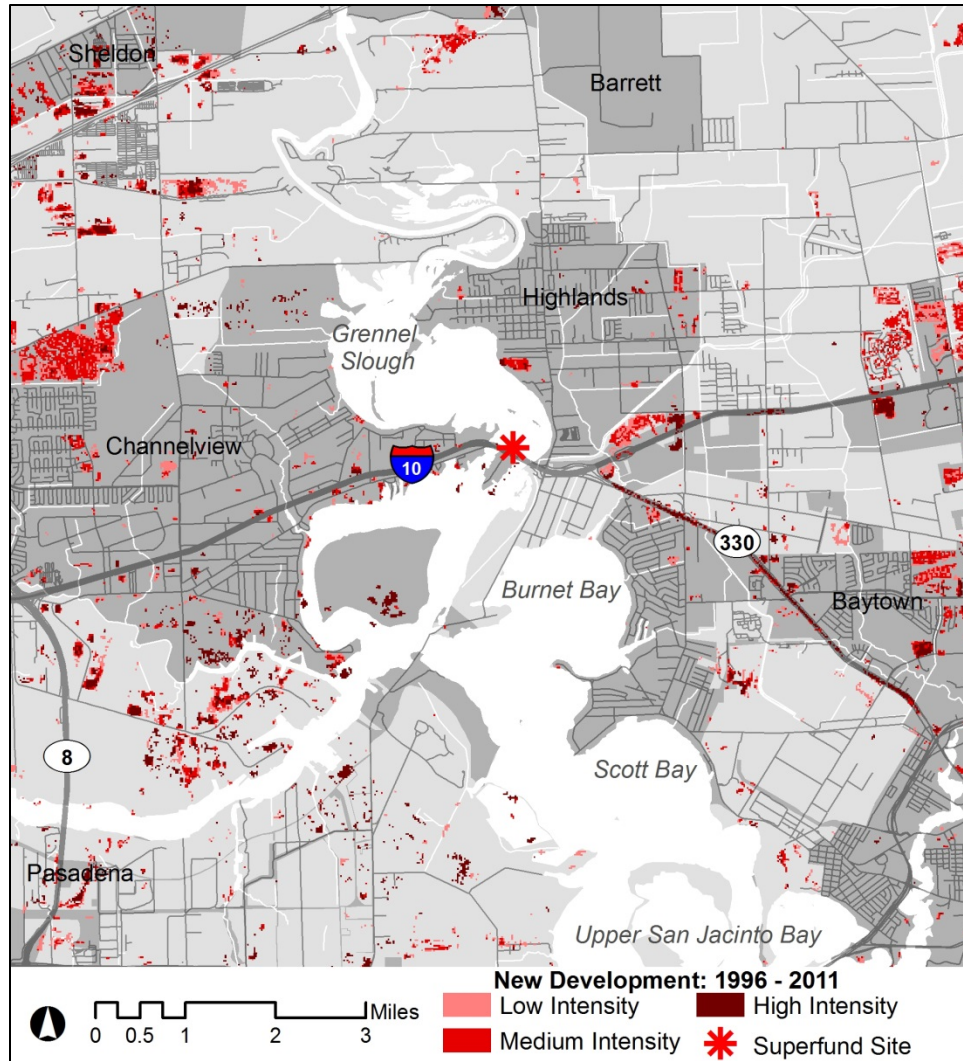 Sheldon
Barrett
Highlands
Grennel
Slough
Channelview
10
330
Burnet Bay
Baytown
8
Scott Bay
Pasadena
Upper San Jacinto Bay
New Development: 1996 - 2011
Miles
0 0.5 1 2 3
Low Intensity
High Intensity
Medium Intensity
Superfund Site